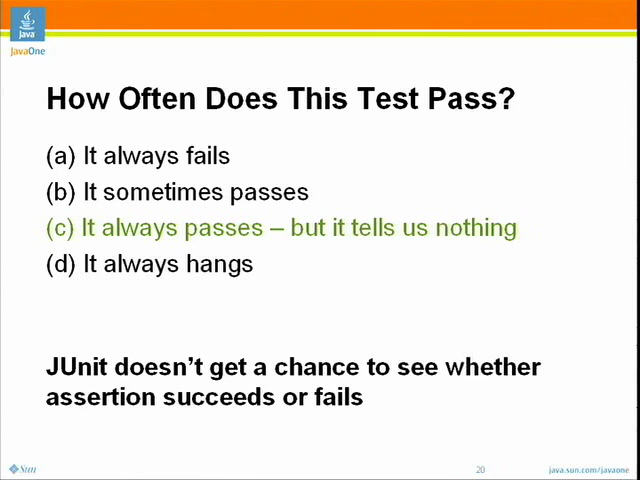 Java
JavaOne
How Often Does This Test Pass?
(a) It always fails
(b) It sometimes passes
(c) It always passes – but it tells us nothing
(d) It always hangs
JUnit doesn't get a chance to see whether
assertion succeeds or fails
Sun
20
java.sun.com/javaone